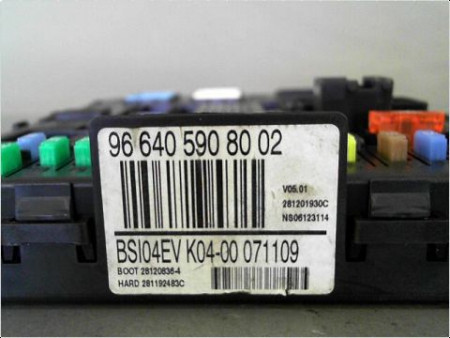 96 640 590 80 02
V05.01
281201930C
NS06123114
BSI04EV K04-00 071109
BOOT 28120836-4
HARD 281192483C